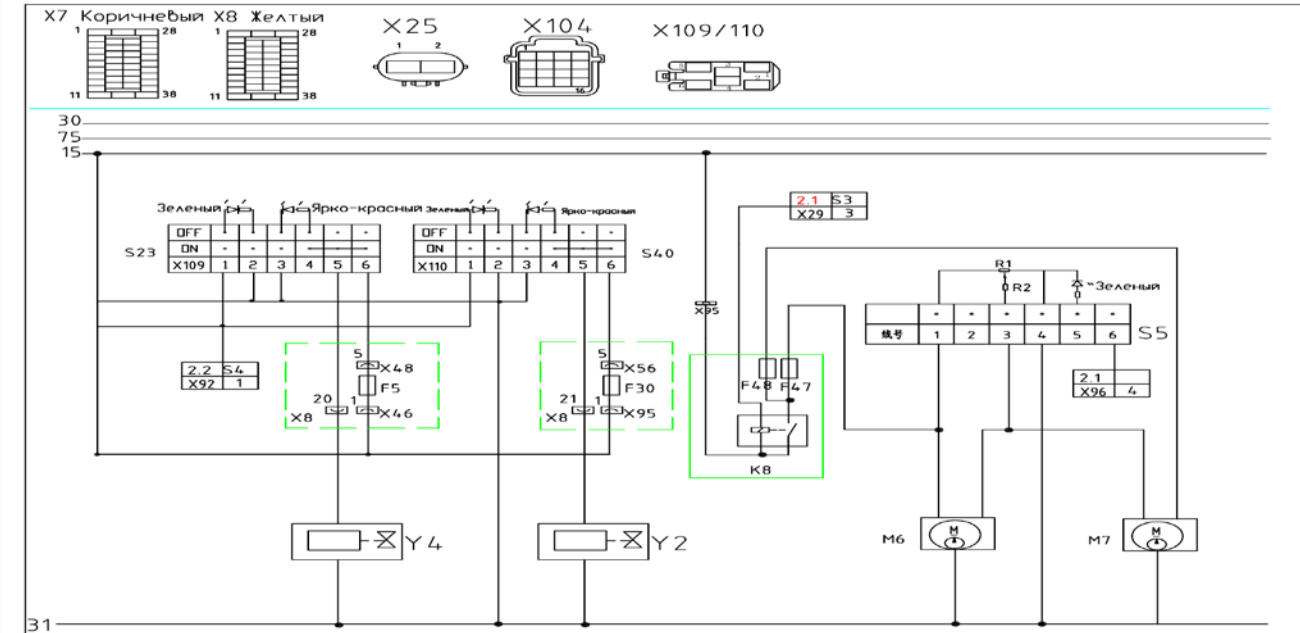 X7 Коричневый X8 Желтый
1 28 1 28
11 38 11 38
X25
1 2
X104
16
X109/110
30
75
15
Зеленый Ярко-красный Зеленый Ярко-красный
OFF OFF
S23 ON ON S40
X109 1 2 3 4 5 6 X110 1 2 3 4 5 6
2.1 S3
X29 3
X95
R1
R2 Зеленый
线号 1 2 3 4 5 6 S5
2.2 S4
X92 1
5 X48
F5
20 1
X8 X46
5 X56
F30
21 1
X8 X95
F48 F47
K8
2.1
X96 4
Y4 Y2
M6 M M7 M
31